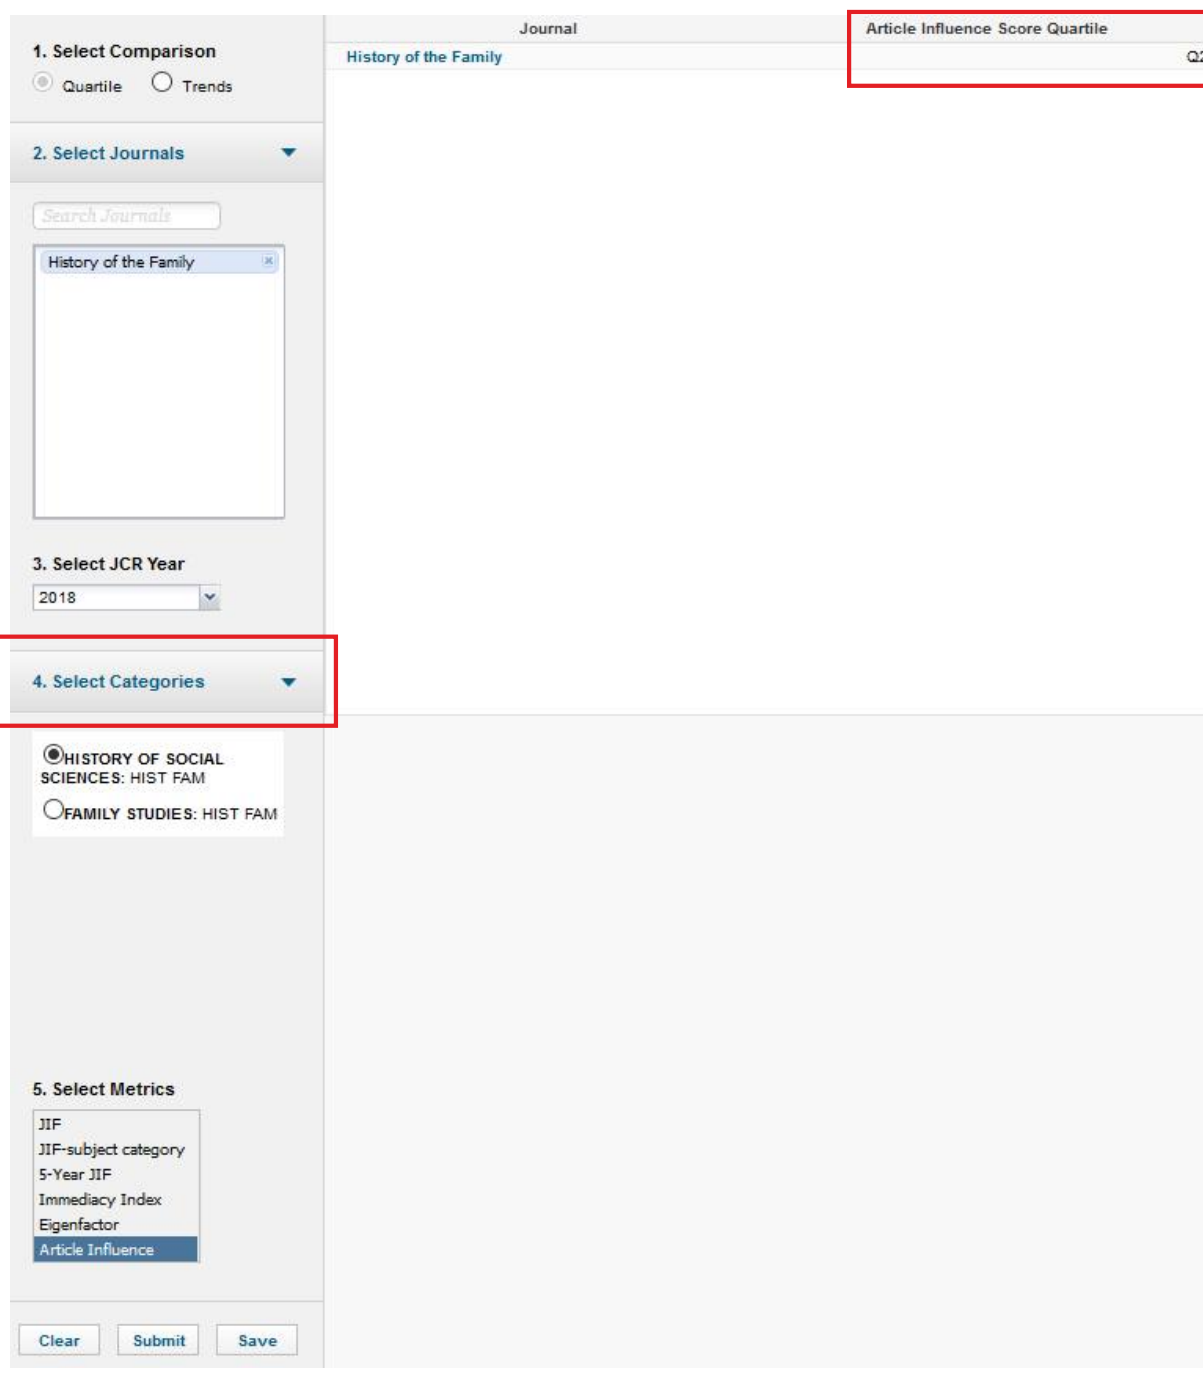 1. Select Comparison
Quartile Trends
2. Select Journals
Search Journals
History of the Family
3. Select JCR Year
2018
4. Select Categories
HISTORY OF SOCIAL
SCIENCES: HIST FAM
FAMILY STUDIES: HIST FAM
5. Select Metrics
JIF
JIF-subject category
5-Year JIF
Immediacy Index
Eigenfactor
Article Influence
Clear Submit Save
Journal Article Influence Score Quartile
History of the Family Q2